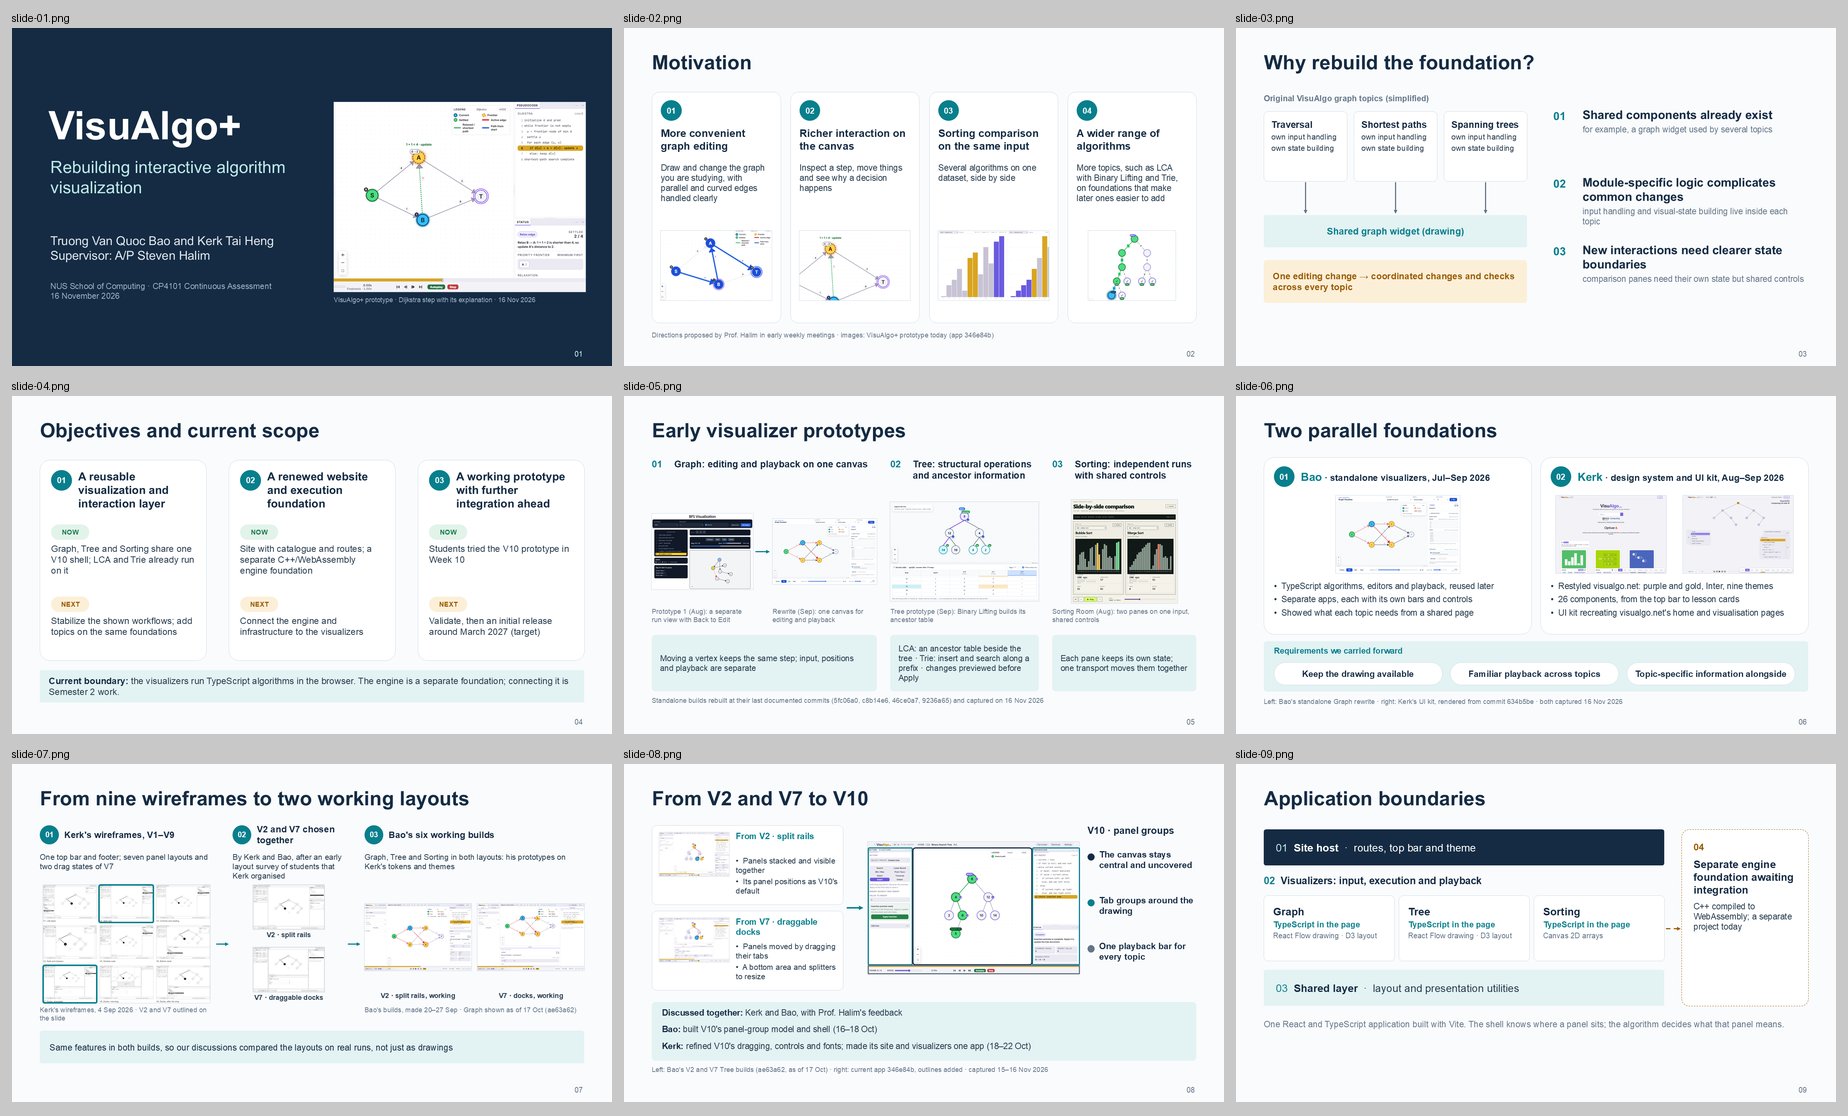 slide-01.png
VisuAlgo+
Rebuilding interactive algorithm
visualization
Truong Van Quoc Bao and Kerk Tai Heng
Supervisor: A/P Steven Halim
NUS School of Computing · CP4101 Continuous Assessment
16 November 2026
VisuAlgo+ prototype · Dijkstra step with its explanation · 16 Nov 2026
01
slide-02.png
Motivation
01
More convenient
graph editing
Draw and change the graph
you are studying, with
parallel and curved edges
handled clearly
02
Richer interaction on
the canvas
Inspect a step, move things
and see why a decision
happens
03
Sorting comparison
on the same input
Several algorithms on one
dataset, side by side
04
A wider range of
algorithms
More topics, such as LCA
with Binary Lifting and Trie,
on foundations that make
later ones easier to add
Directions proposed by Prof. Halim in early weekly meetings · images: VisuAlgo+ prototype today (app 346e84b)
02
slide-03.png
Why rebuild the foundation?
Original VisuAlgo graph topics (simplified)
Traversal
own input handling
own state building
Shortest paths
own input handling
own state building
Spanning trees
own input handling
own state building
Shared graph widget (drawing)
One editing change → coordinated changes and checks
across every topic
01
Shared components already exist
for example, a graph widget used by several topics
02
Module-specific logic complicates
common changes
input handling and visual-state building live inside each
topic
03
New interactions need clearer state
boundaries
comparison panes need their own state but shared controls
03
slide-04.png
Objectives and current scope
01
A reusable
visualization and
interaction layer
NOW
Graph, Tree and Sorting share one
V10 shell; LCA and Trie already run
on it
NEXT
Stabilize the shown workflows; add
topics on the same foundations
02
A renewed website
and execution
foundation
NOW
Site with catalogue and routes; a
separate C++/WebAssembly
engine foundation
NEXT
Connect the engine and
infrastructure to the visualizers
03
A working prototype
with further
integration ahead
NOW
Students tried the V10 prototype in
Week 10
NEXT
Validate, then an initial release
around March 2027 (target)
Current boundary: the visualizers run TypeScript algorithms in the browser. The engine is a separate foundation; connecting it is
Semester 2 work.
04
slide-05.png
Early visualizer prototypes
01 Graph: editing and playback on one canvas
02 Tree: structural operations
and ancestor information
03 Sorting: independent runs
with shared controls
Side-by-side comparison
Prototype 1 (Aug): a separate
run view with Back to Edit
Rewrite (Sep): one canvas for
editing and playback
Tree prototype (Sep): Binary Lifting builds its
ancestor table
Sorting Room (Aug): two panes on one input,
shared controls
Moving a vertex keeps the same step; input, positions
and playback are separate
LCA: an ancestor table beside the
tree · Trie: insert and search along a
prefix · changes previewed before
Apply
Each pane keeps its own state;
one transport moves them together
Standalone builds rebuilt at their last documented commits (5fc06a0, c8b14e6, 46ce0a7, 9236a65) and captured on 16 Nov 2026
05
slide-06.png
Two parallel foundations
01
Bao · standalone visualizers, Jul–Sep 2026
• TypeScript algorithms, editors and playback, reused later
• Separate apps, each with its own bars and controls
• Showed what each topic needs from a shared page
02
Kerk · design system and UI kit, Aug–Sep 2026
• Restyled visualgo.net: purple and gold, Inter, nine themes
• 26 components, from the top bar to lesson cards
• UI kit recreating visualgo.net's home and visualisation pages
Requirements we carried forward
Keep the drawing available
Familiar playback across topics
Topic-specific information alongside
Left: Bao's standalone Graph rewrite · right: Kerk's UI kit, rendered from commit 634b5be · both captured 16 Nov 2026
06
slide-07.png
From nine wireframes to two working layouts
01
Kerk's wireframes, V1–V9
One top bar and footer; seven panel layouts and
two drag states of V7
Kerk's wireframes, 4 Sep 2026 · V2 and V7 outlined on
the slide
02
V2 and V7 chosen
together
By Kerk and Bao, after an early
layout survey of students that
Kerk organised
V2 · split rails
V7 · draggable docks
03
Bao's six working builds
Graph, Tree and Sorting in both layouts: his prototypes on
Kerk's tokens and themes
V2 · split rails, working
V7 · docks, working
Bao's builds, made 20–27 Sep · Graph shown as of 17 Oct (ae63a62)
Same features in both builds, so our discussions compared the layouts on real runs, not just as drawings
07
slide-08.png
From V2 and V7 to V10
From V2 · split rails
• Panels stacked and visible
together
• Its panel positions as V10's
default
From V7 · draggable
docks
• Panels moved by dragging
their tabs
• A bottom area and splitters
to resize
V10 · panel groups
The canvas stays
central and uncovered
Tab groups around the
drawing
One playback bar for
every topic
Discussed together: Kerk and Bao, with Prof. Halim's feedback
Bao: built V10's panel-group model and shell (16–18 Oct)
Kerk: refined V10's dragging, controls and fonts; made its site and visualizers one app (18–22 Oct)
Left: Bao's V2 and V7 Tree builds (ae63a62, as of 17 Oct) · right: current app 346e84b, outlines added · captured 15–16 Nov 2026
08
slide-09.png
Application boundaries
01 Site host · routes, top bar and theme
02 Visualizers: input, execution and playback
Graph
TypeScript in the page
React Flow drawing · D3 layout
Tree
TypeScript in the page
React Flow drawing · D3 layout
Sorting
TypeScript in the page
Canvas 2D arrays
03 Shared layer · layout and presentation utilities
04
Separate engine
foundation awaiting
integration
C++ compiled to
WebAssembly; a separate
project today
One React and TypeScript application built with Vite. The shell knows where a panel sits; the algorithm decides what that panel means.
09